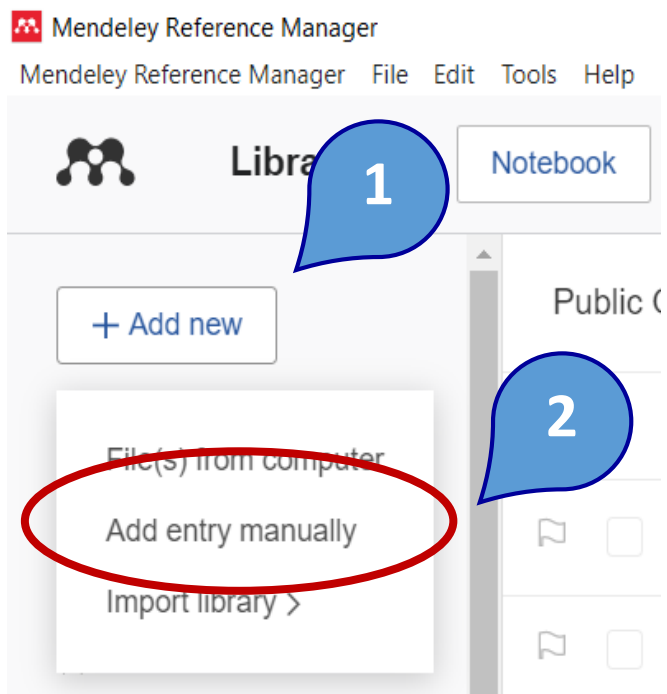 Mendeley Reference Manager
Mendeley Reference Manager File Edit Tools Help
Libra
1
Notebook
+ Add new
Public
2
File(s) from computer
Add entry manually
Import library >